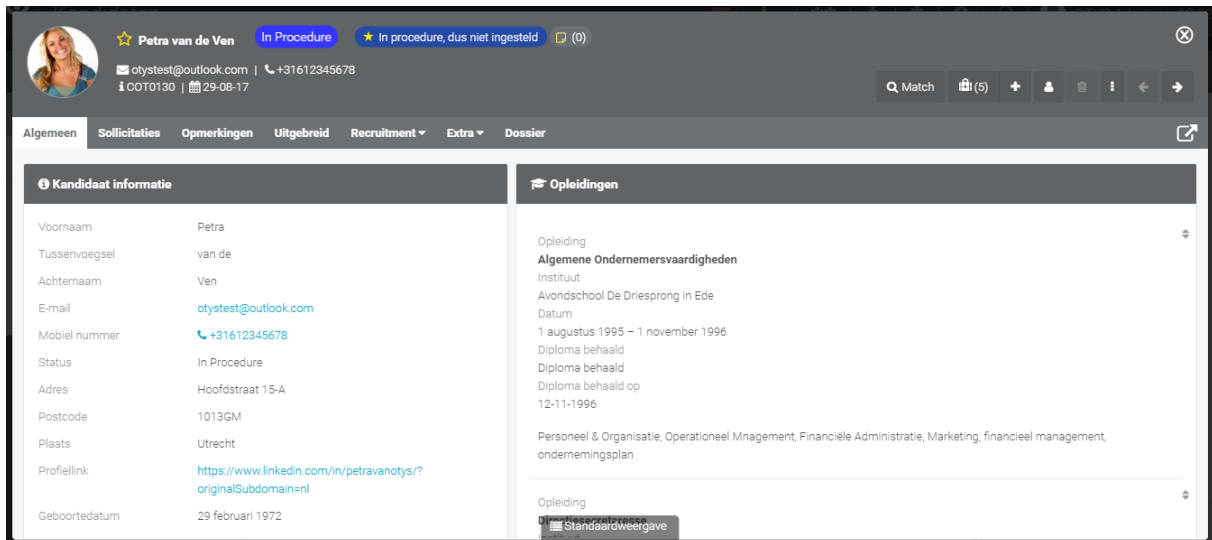 Petra van de Ven In Procedure In procedure, dus niet ingesteld (0)
otystest@outlook.com | +31612345678
COT0130 | 29-08-17
Match (5)
Algemeen Sollicitaties Opmerkingen Uitgebreid Recruitment Extra Dossier
Kandidaat informatie
Voornaam Petra
Tussenvoegsel van de
Achternaam Ven
E-mail otystest@outlook.com
Mobiel nummer +31612345678
Status In Procedure
Adres Hoofdstraat 15-A
Postcode 1013GM
Plaats Utrecht
Profiellink https://www.linkedin.com/in/petravanotys/?
originalSubdomain=nl
Geboortedatum 29 februari 1972
Opleidingen
Opleiding
Algemene Ondernemersvaardigheden
Instituut
Avondschool De Driesprong in Ede
Datum
1 augustus 1995 – 1 november 1996
Diploma behaald
Diploma behaald
Diploma behaald op
12-11-1996
Personeel & Organisatie, Operationeel Mnagement, Financiële Administratie, Marketing, financieel management,
ondernemingsplan
Opleiding
Standaardweergave